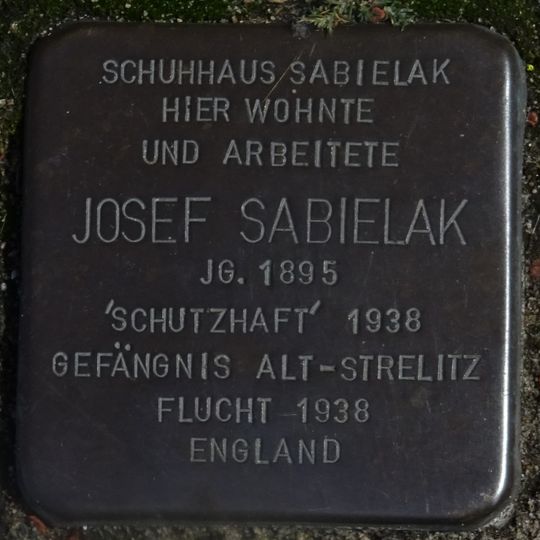 SCHUHHAUS SABIELAK
HIER WOHNTE
UND ARBEITETE
JOSEF SABIELAK
JG. 1895
'SCHUTZHAFT' 1938
GEFÄNGNIS ALT-STRELITZ
FLUCHT 1938
ENGLAND